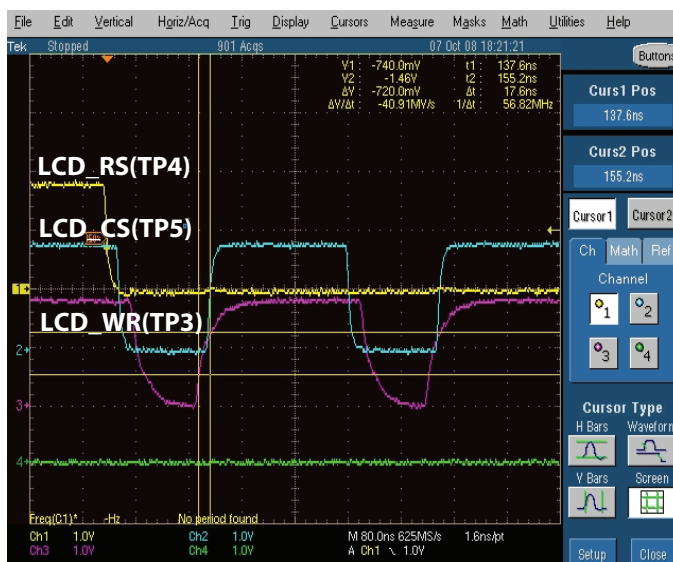 File Edit Vertical Horiz/Acq Trig Display Cursors Measure Masks Math Utilities Help
Tek Stopped 901 Acqs 07 Oct 08 18:21:21
Buttons
V1 : -740.0mV t1 : 137.6ns
V2 : -1.46V t2 : 155.2ns
ΔV : -720.0mV Δt : 17.6ns
ΔV/Δt : -40.91MV/s 1/Δt : 56.82MHz
Curs1 Pos
137.6ns
Curs2 Pos
155.2ns
LCD_RS(TP4)
LCD_CS(TP5)
LCD_WR(TP3)
Cursor1 Cursor2
Ch Math Ref
Channel
1 2
3 4
1
2
3
4
Cursor Type
H Bars Waveform
V Bars Screen
Setup Close
Freq(C1)* -Hz No period found
Ch1 1.0V Ch2 1.0V M 80.0ns 625MS/s 1.6ns/pt
Ch3 1.0V Ch4 1.0V A Ch1 \ 1.0V